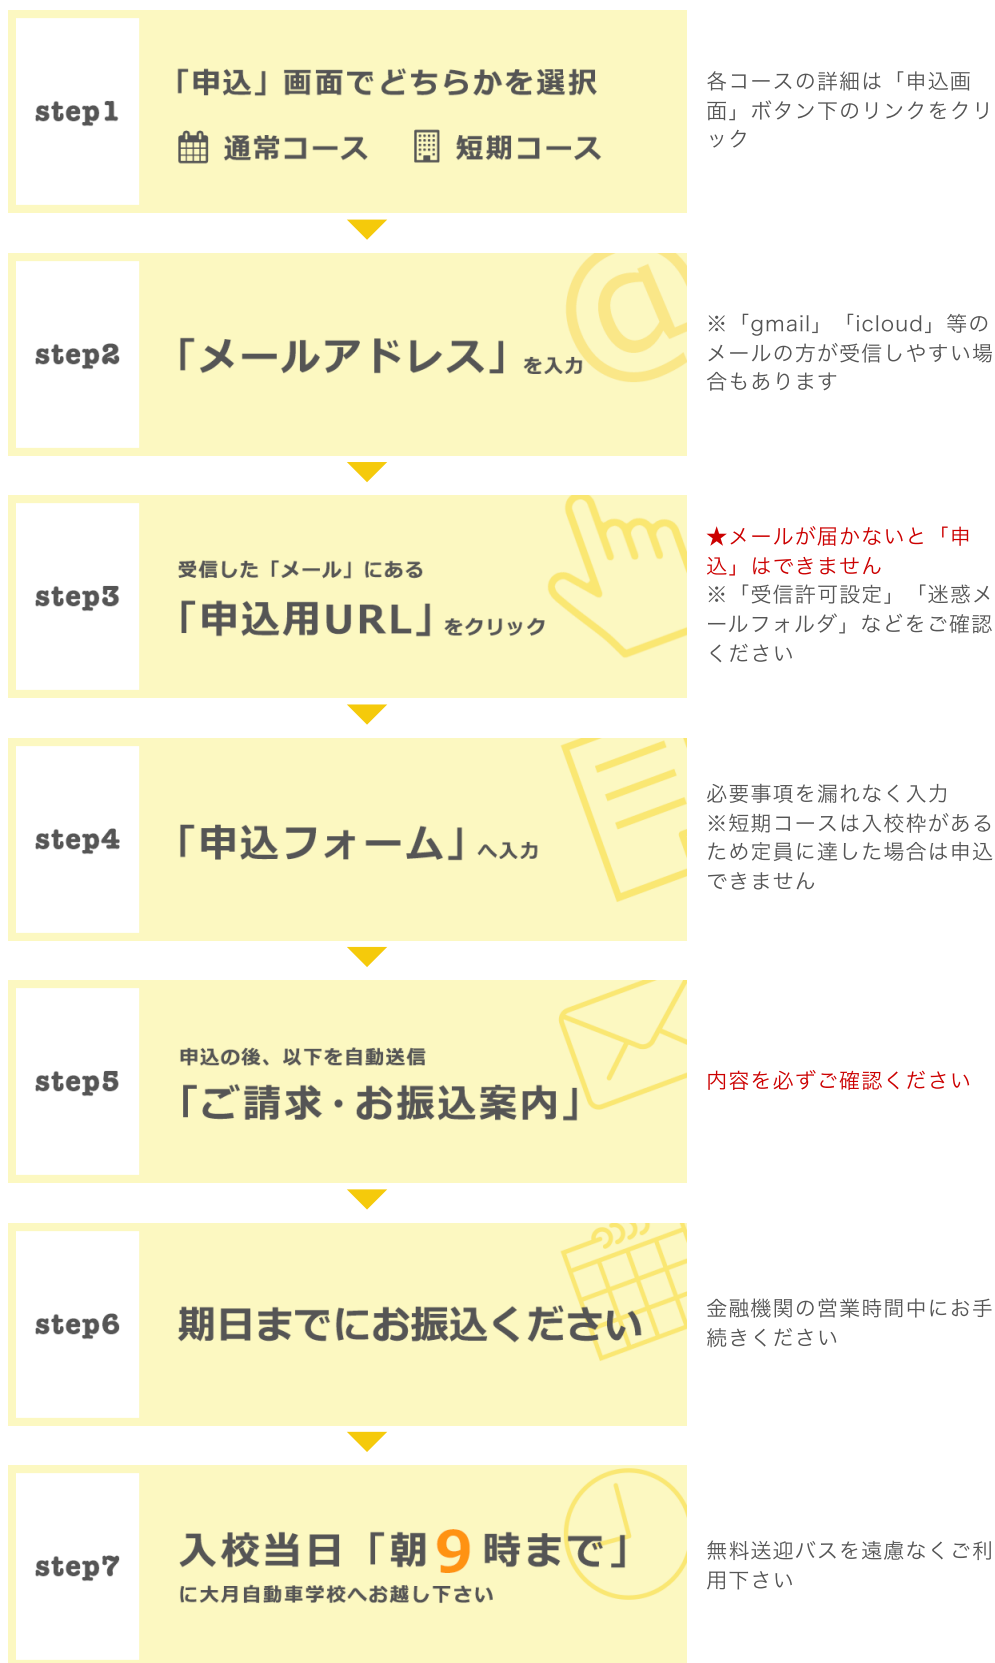 step1
「申込」画面でどちらかを選択
通常コース 短期コース
各コースの詳細は「申込画
面」ボタン下のリンクをクリ
ック
step2
「メールアドレス」を入力
※「gmail」「icloud」等の
メールの方が受信しやすい場
合もあります
step3
受信した「メール」にある
「申込用URL」をクリック
★メールが届かないと「申
込」はできません
※「受信許可設定」「迷惑メ
ールフォルダ」などをご確認
ください
step4
「申込フォーム」へ入力
必要事項を漏れなく入力
※短期コースは入校枠がある
ため定員に達した場合は申込
できません
step5
申込の後、以下を自動送信
「ご請求・お振込案内」
内容を必ずご確認ください
step6
期日までにお振込ください
金融機関の営業時間中にお手
続きください
step7
入校当日「朝9時まで」
に大月自動車学校へお越し下さい
無料送迎バスを遠慮なくご利
用下さい